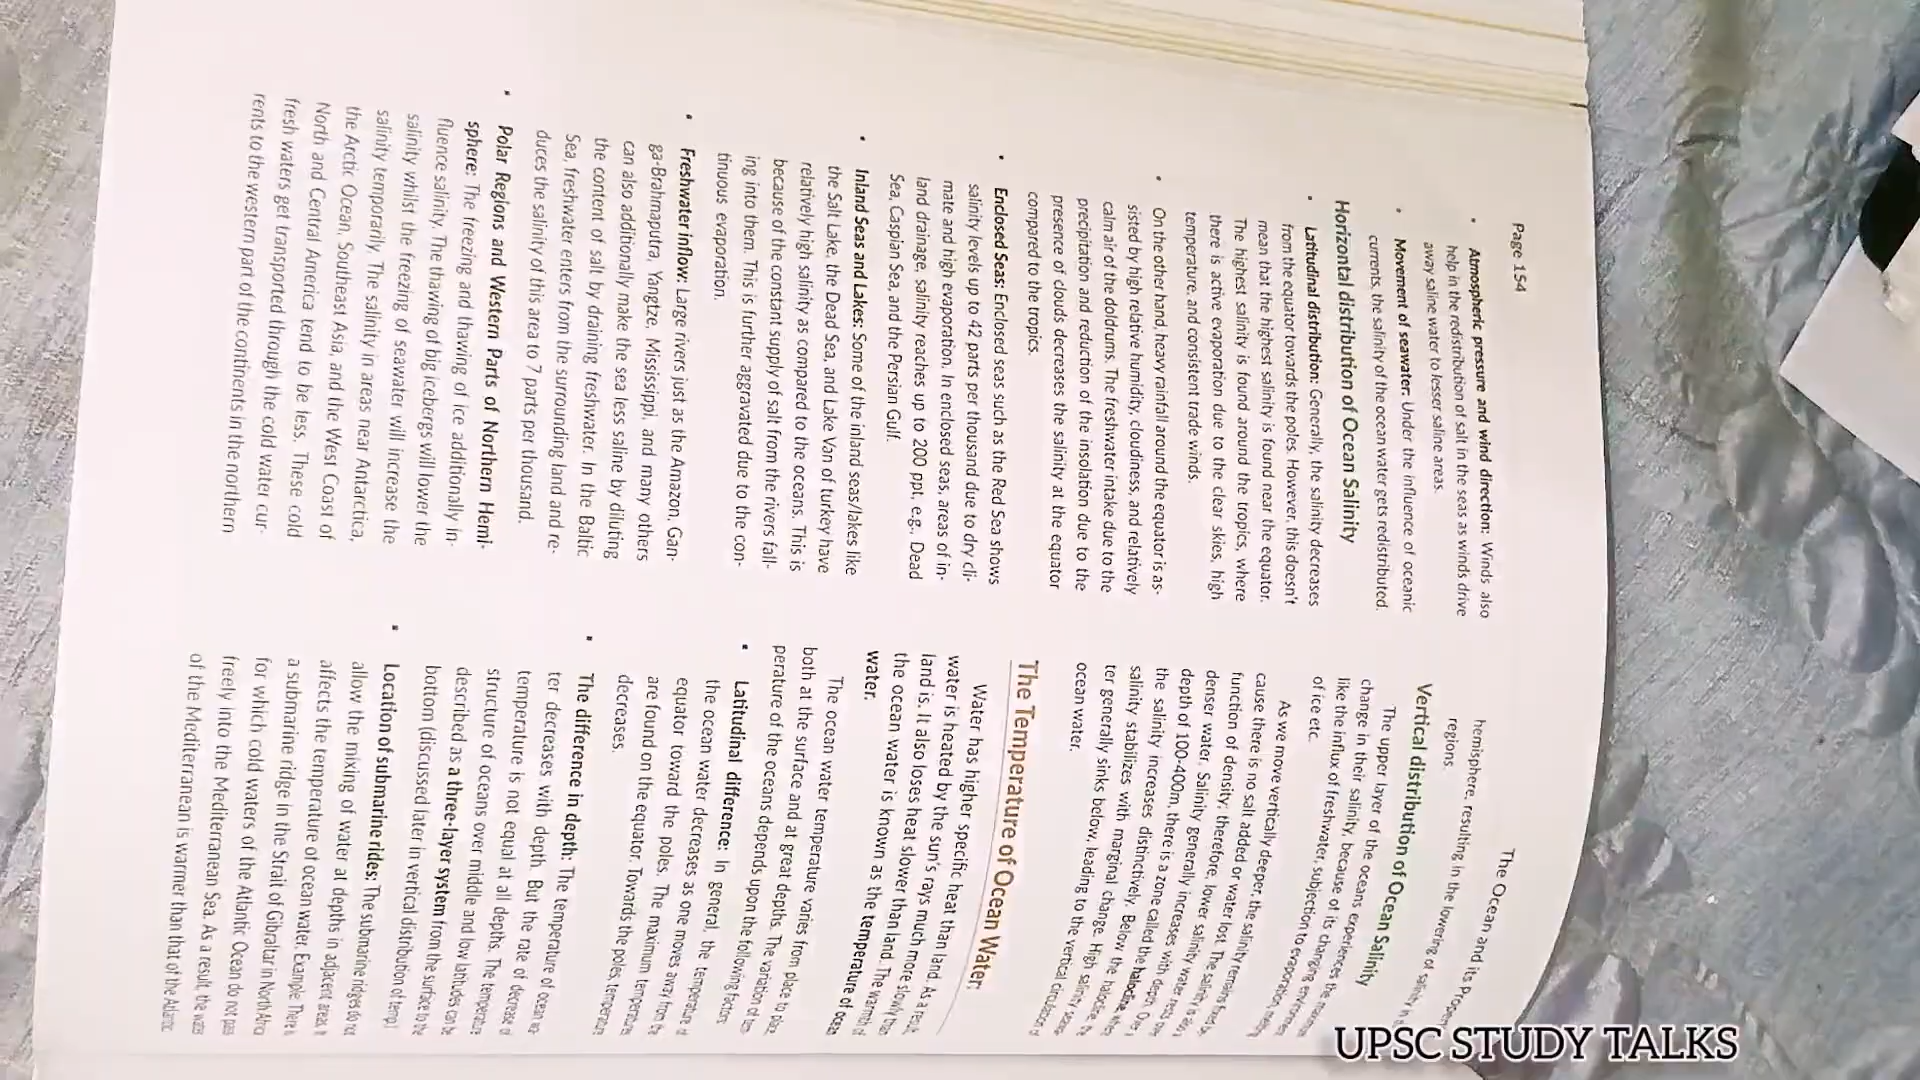 Page 154
The Ocean and its
Atmospheric pressure and wind direction: Winds also
help in the redistribution of salt in the seas as winds drive
away saline water to lesser saline areas.
Movement of seawater: Under the influence of oceanic
currents, the salinity of the ocean water gets redistributed.
Horizontal distribution of Ocean Salinity
Latitudinal distribution: Generally, the salinity decreases
from the equator towards the poles. However, this doesn't
mean that the highest salinity is found near the equator.
The highest salinity is found around the tropics, where
there is active evaporation due to the clear skies, high
temperature, and consistent trade winds.
On the other hand, heavy rainfall around the equator is as-
sisted by high relative humidity, cloudiness, and relatively
calm air of the doldrums. The freshwater intake due to the
precipitation and reduction of the insolation due to the
presence of clouds decreases the salinity at the equator
compared to the tropics.
Enclosed Seas: Enclosed seas such as the Red Sea shows
salinity levels up to 42 parts per thousand due to dry cli-
mate and high evaporation. In enclosed seas, areas of in-
land drainage, salinity reaches up to 200 ppt, e.g., Dead
Sea, Caspian Sea, and the Persian Gulf.
Inland Seas and Lakes: Some of the inland seas/lakes like
the Salt Lake, the Dead Sea, and Lake Van of turkey have
relatively high salinity as compared to the oceans. This is
because of the constant supply of salt from the rivers fall-
ing into them. This is further aggravated due to the con-
tinuous evaporation.
Freshwater inflow: Large rivers just as the Amazon, Gan-
ga-Brahmaputra, Yangtze, Mississippi, and many others
can also additionally make the sea less saline by diluting
the content of salt by draining freshwater. In the Baltic
Sea, freshwater enters from the surrounding land and re-
duces the salinity of this area to 7 parts per thousand.
Polar Regions and Western Parts of Northern Hemi-
sphere: The freezing and thawing of ice additionally in-
fluence salinity. The thawing of big icebergs will lower the
salinity whilst the freezing of seawater will increase the
salinity temporarily. The salinity in areas near Antarctica,
the Arctic Ocean, Southeast Asia, and the West Coast of
North and Central America tend to be less. These cold
fresh waters get transported through the cold water cur-
rents to the western part of the continents in the northern
hemisphere, resulting in the lowering of salinity in
regions.
Vertical distribution of Ocean Salinity
The upper layer of the oceans experiences the
change in their salinity, because of its changing
like the influx of freshwater, subjection to evaporation,
of ice etc.
As we move vertically deeper, the salinity remains
cause there is no salt added or water lost. The salinity is
function of density; therefore, lower salinity water rests
denser water. Salinity generally increases with depth.
depth of 100-400m, there is a zone called the halocline,
the salinity increases distinctively. Below the halocline, the
salinity stabilizes with marginal change. High salinity
ter generally sinks below, leading to the vertical circulation of
ocean water.
The Temperature of Ocean Water:
Water has higher specific heat than land. As a result,
water is heated by the sun's rays much more slowly than
land is. It also loses heat slower than land. The warmth of
the ocean water is known as the temperature of ocean
water.
The ocean water temperature varies from place to place
both at the surface and at great depths. The variation of tem
perature of the oceans depends upon the following factors:
Latitudinal difference: In general, the temperature of
the ocean water decreases as one moves away from the
equator toward the poles. The maximum temperatures
are found on the equator. Towards the poles, temperature
decreases.
The difference in depth: The temperature of ocean wa-
ter decreases with depth. But the rate of decrease of
temperature is not equal at all depths. The temperature
structure of oceans over middle and low latitudes can be
described as a three-layer system from the surface to the
bottom (discussed later in vertical distribution of temp
Location of submarine rides: The submarine ridges do not
allow the mixing of water at depths in adjacent areas
affects the temperature of ocean water. Example: There is
a submarine ridge in the Strait of Gibraltar in North Africa
for which cold waters of the Atlantic Ocean do not pass
freely into the Mediterranean Sea. As a result, the water
of the Mediterranean is warmer than that of the Atlantic
UPSC STUDY TALKS